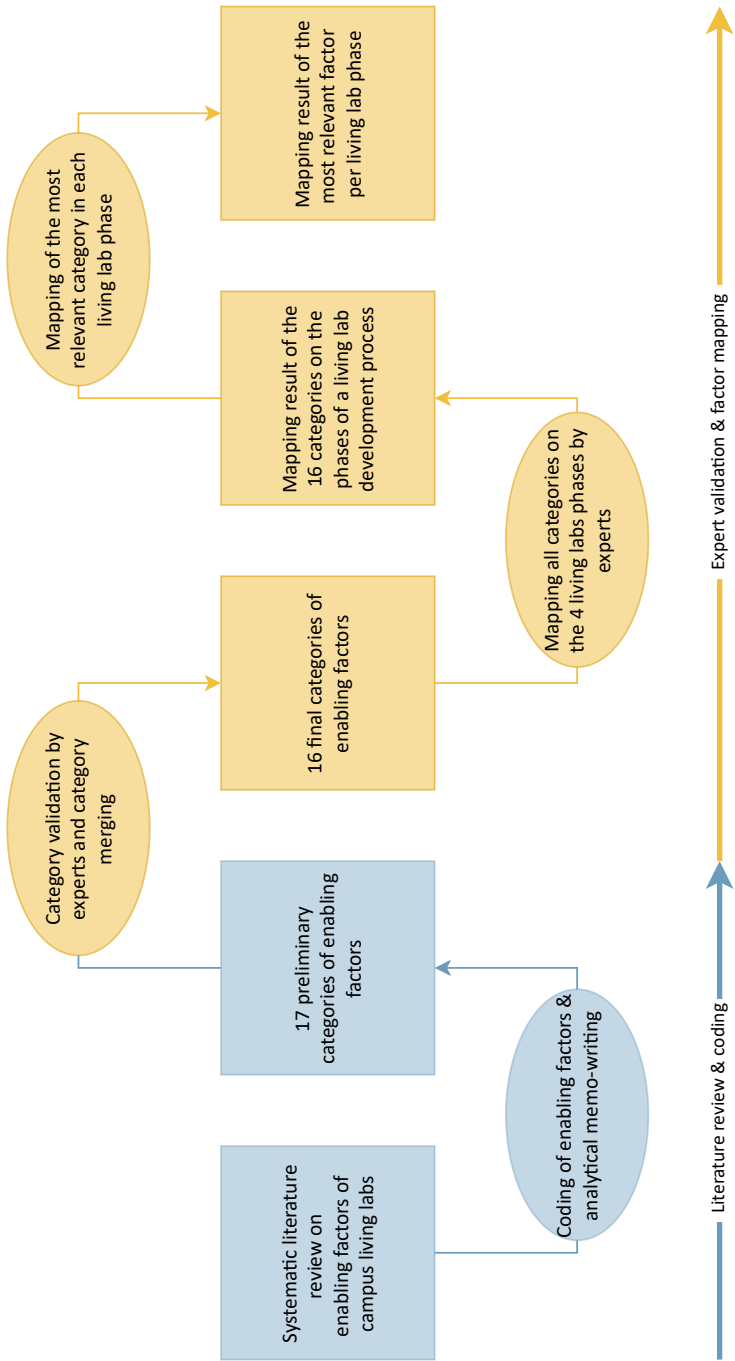 Systematic literature
review on
enabling factors of
campus living labs
Coding of enabling factors &
analytical memo-writing
17 preliminary
categories of enabling
factors
Category validation by
experts and category
merging
16 final categories of
enabling factors
Mapping all categories on
the 4 living labs phases by
experts
Mapping result of the
16 categories on the
phases of a living lab
development process
Mapping of the most
relevant category in each
living lab phase
Mapping result of the
most relevant factor
per living lab phase
Literature review & coding
Expert validation & factor mapping